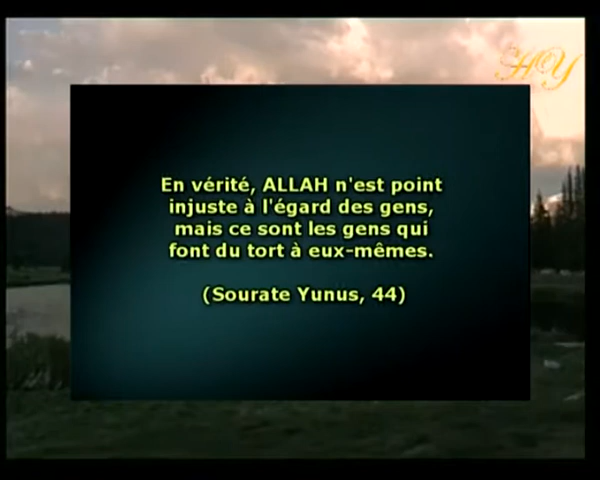 HY
En vérité, ALLAH n'est point
injuste à l'égard des gens,
mais ce sont les gens qui
font du tort à eux-mêmes.
(Sourate Yunus, 44)